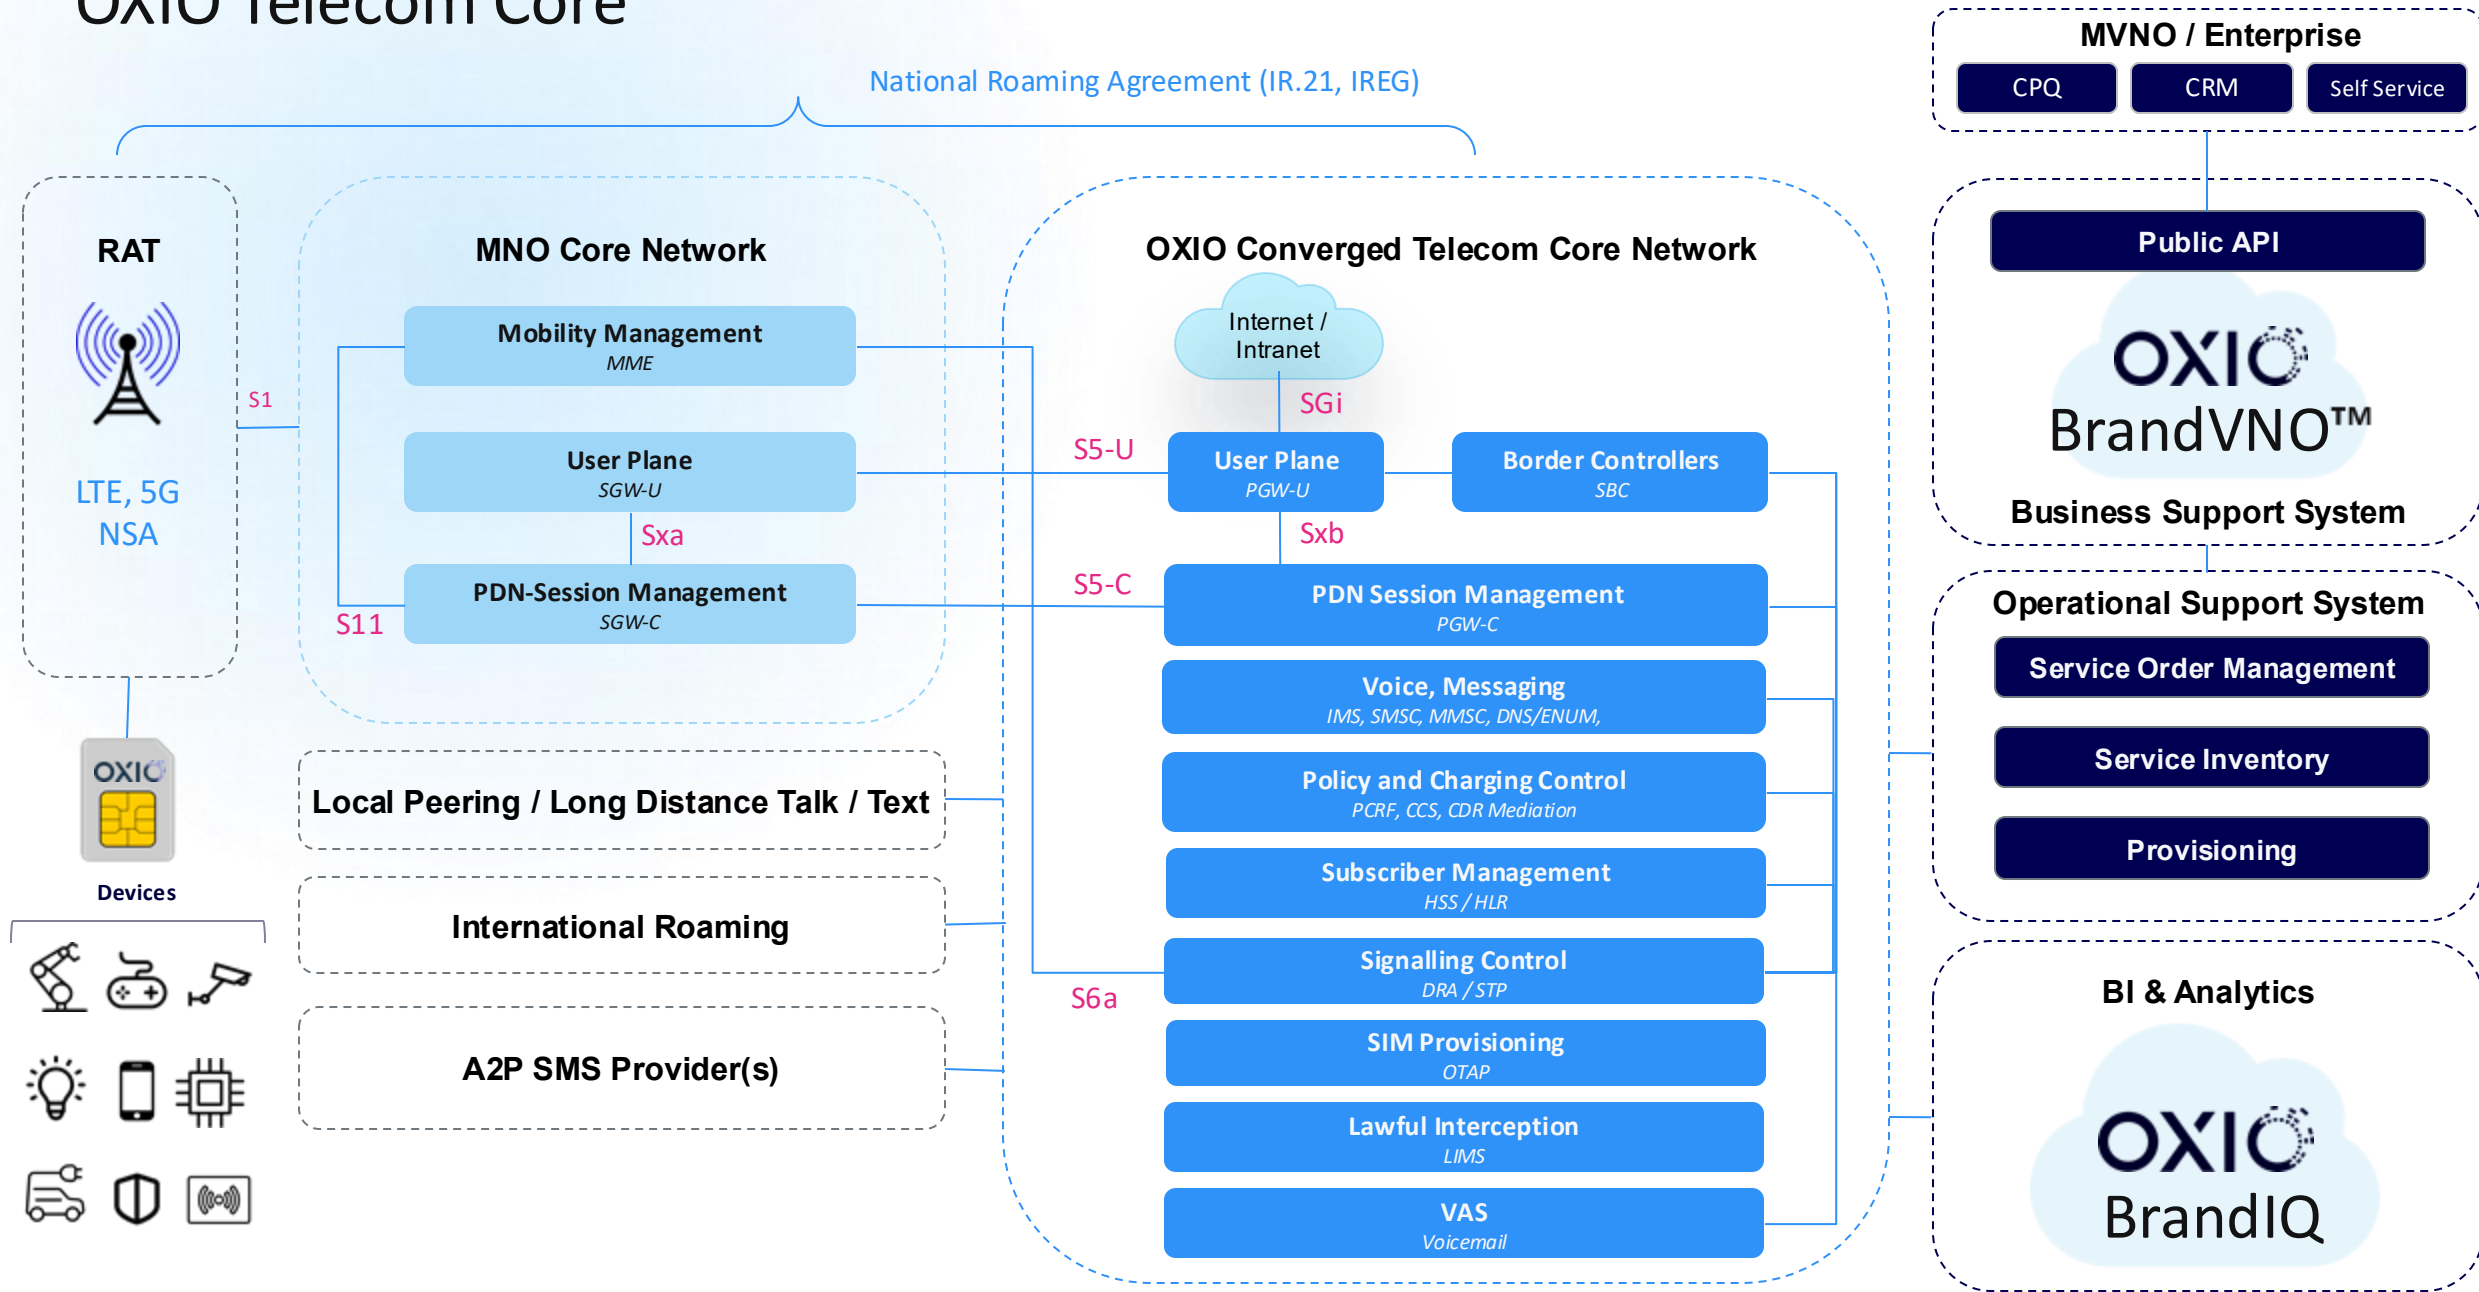 OXIO Telecom Core
National Roaming Agreement (IR.21, IREG)
RAT
LTE, 5G
NSA
S1
MNO Core Network
Mobility Management
MME
User Plane
SGW-U
Sxa
PDN-Session Management
SGW-C
S11
S5-U
S5-C
S6a
OXIO Converged Telecom Core Network
Internet /
Intranet
SGi
User Plane
PGW-U
Border Controllers
SBC
Sxb
PDN Session Management
PGW-C
Voice, Messaging
IMS, SMSC, MMSC, DNS/ENUM,
Policy and Charging Control
PCRF, CCS, CDR Mediation
Subscriber Management
HSS / HLR
Signalling Control
DRA / STP
SIM Provisioning
OTAP
Lawful Interception
LIMS
VAS
Voicemail
Local Peering / Long Distance Talk / Text
International Roaming
A2P SMS Provider(s)
OXIO
Devices
MVNO / Enterprise
CPQ
CRM
Self Service
Public API
OXIO
BrandVNO™
Business Support System
Operational Support System
Service Order Management
Service Inventory
Provisioning
BI & Analytics
OXIO
BrandIQ